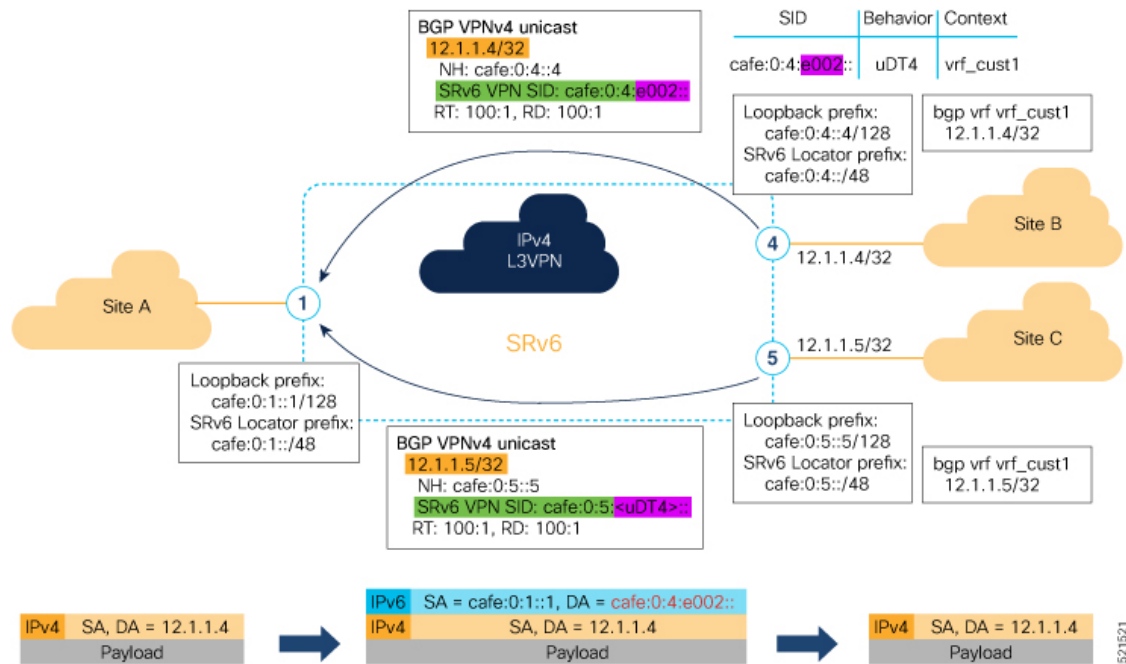 BGP VPNv4 unicast
12.1.1.4/32
NH: cafe:0:4::4
SRv6 VPN SID: cafe:0:4:e002::
RT: 100:1, RD: 100:1
SID Behavior Context
cafe:0:4:e002:: uDT4 vrf_cust1
Loopback prefix:
cafe:0:4::4/128
SRv6 Locator prefix:
cafe:0:4::/48
bgp vrf vrf_cust1
12.1.1.4/32
IPv4
L3VPN
Site A
1
4
12.1.1.4/32
Site B
SRv6
5
12.1.1.5/32
Site C
Loopback prefix:
cafe:0:1::1/128
SRv6 Locator prefix:
cafe:0:1::/48
BGP VPNv4 unicast
12.1.1.5/32
NH: cafe:0:5::5
SRv6 VPN SID: cafe:0:5:<uDT4>::
RT: 100:1, RD: 100:1
Loopback prefix:
cafe:0:5::5/128
SRv6 Locator prefix:
cafe:0:5::/48
bgp vrf vrf_cust1
12.1.1.5/32
IPv4 SA, DA = 12.1.1.4
Payload
IPv6 SA = cafe:0:1::1, DA = cafe:0:4:e002::
IPv4 SA, DA = 12.1.1.4
Payload
IPv4 SA, DA = 12.1.1.4
Payload
521521